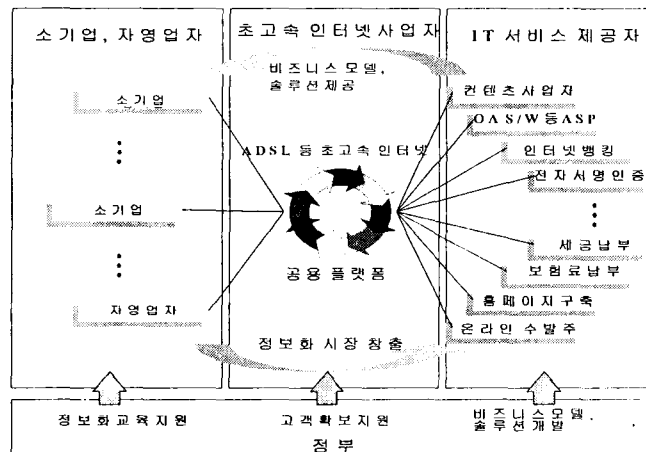 소기업, 자영업자
소기업
소기업
자영업자
초고속 인터넷사업자
비즈니스모델,
솔루션제공
ADSL 등 초고속 인터넷
공용 플랫폼
정보화 시장 창출
IT 서비스 제공자
컨텐츠사업자
OA S/W 등 ASP
인터넷뱅킹
전자서명인증
세금납부
보험료납부
홈페이지구축
온라인 수발주
정보화교육지원
고객확보지원
비즈니스모델,
솔루션개발
정부